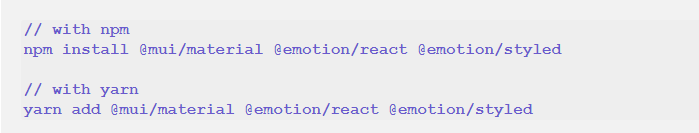 // with npm
npm install @mui/material @emotion/react @emotion/styled
// with yarn
yarn add @mui/material @emotion/react @emotion/styled